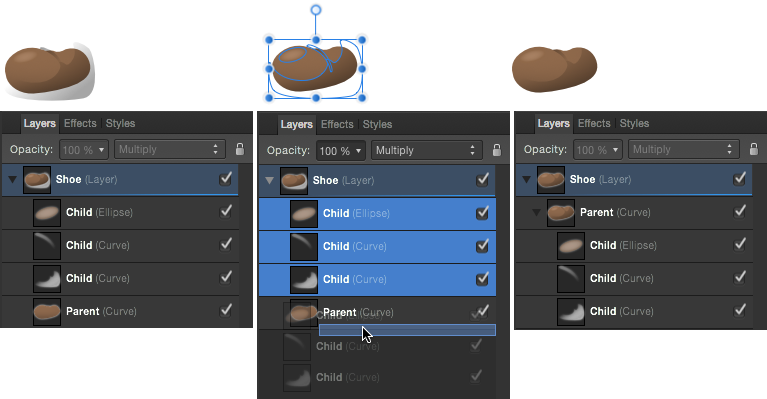 Layers Effects Styles
Opacity: 100 % Multiply
Shoe (Layer)
Child (Ellipse)
Child (Curve)
Child (Curve)
Parent (Curve)
Layers Effects Styles
Opacity: 100 % Multiply
Shoe (Layer)
Child (Ellipse)
Child (Curve)
Child (Curve)
Parent (Curve)
Child (Curve)
Child (Curve)
Layers Effects Styles
Opacity: 100 % Multiply
Shoe (Layer)
Parent (Curve)
Child (Ellipse)
Child (Curve)
Child (Curve)